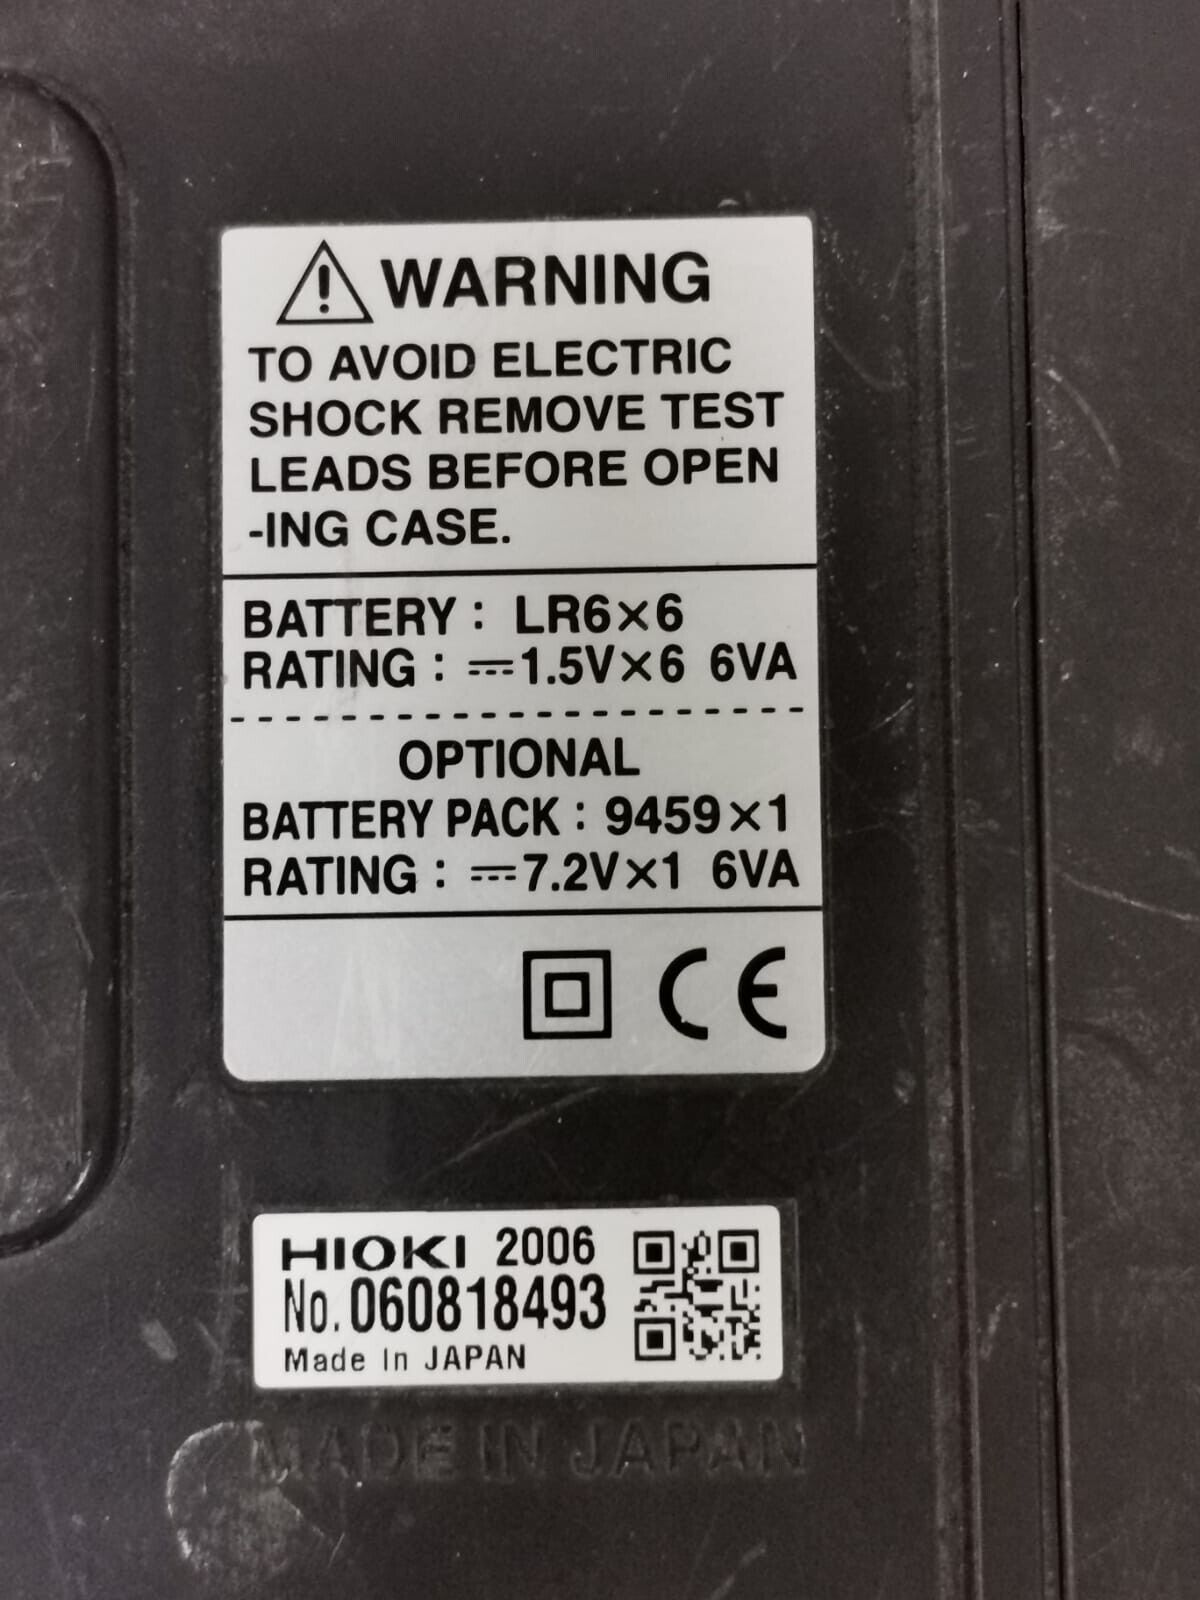 ⚠ WARNING
TO AVOID ELECTRIC
SHOCK REMOVE TEST
LEADS BEFORE OPEN
-ING CASE.
BATTERY : LR6×6
RATING : ⎓1.5V×6 6VA
OPTIONAL
BATTERY PACK : 9459×1
RATING : ⎓7.2V×1 6VA
CE
HIOKI 2006
No. 060818493
Made In JAPAN
MADE IN JAPAN